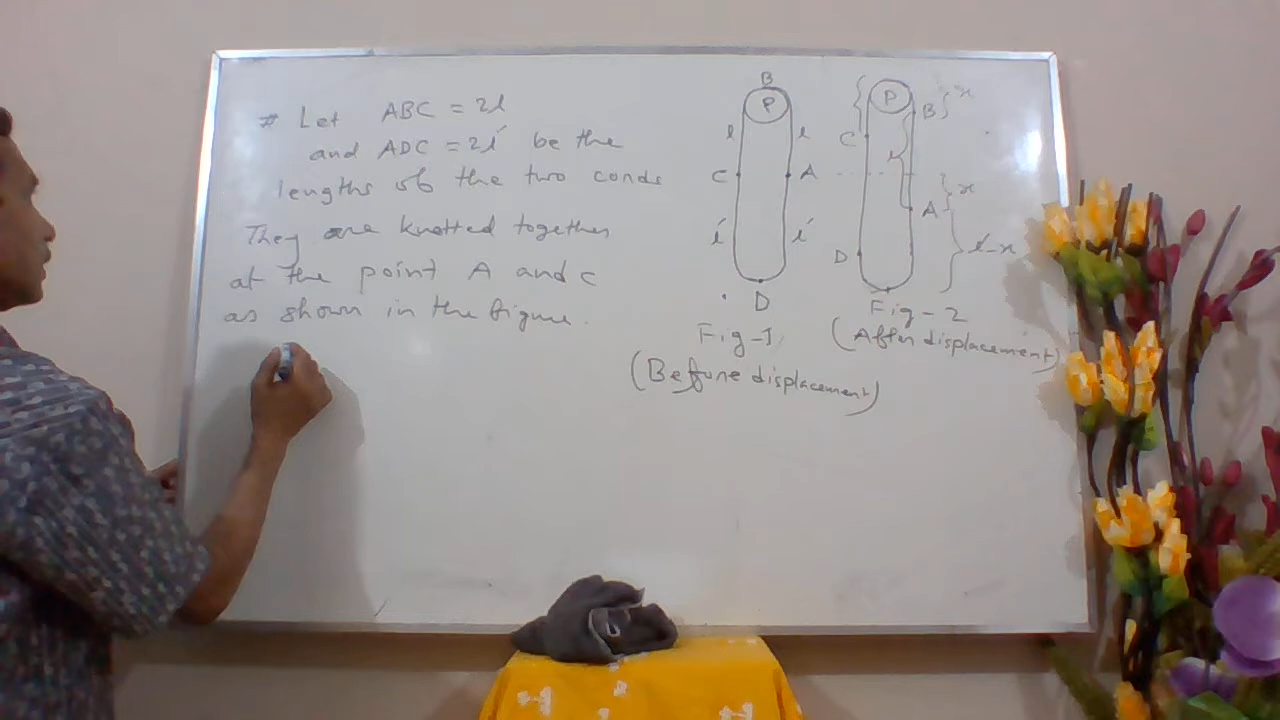 # Let ABC = 2l
and ADC = 2l′ be the
lengths of the two cords
They are knotted together
at the point A and C
as shown in the figure.
B
P
l l
C A
l′ l′
D
Fig-1
(Before displacement)
P
B x
C
l
x
A
D
l′-x
Fig-2
(After displacement)